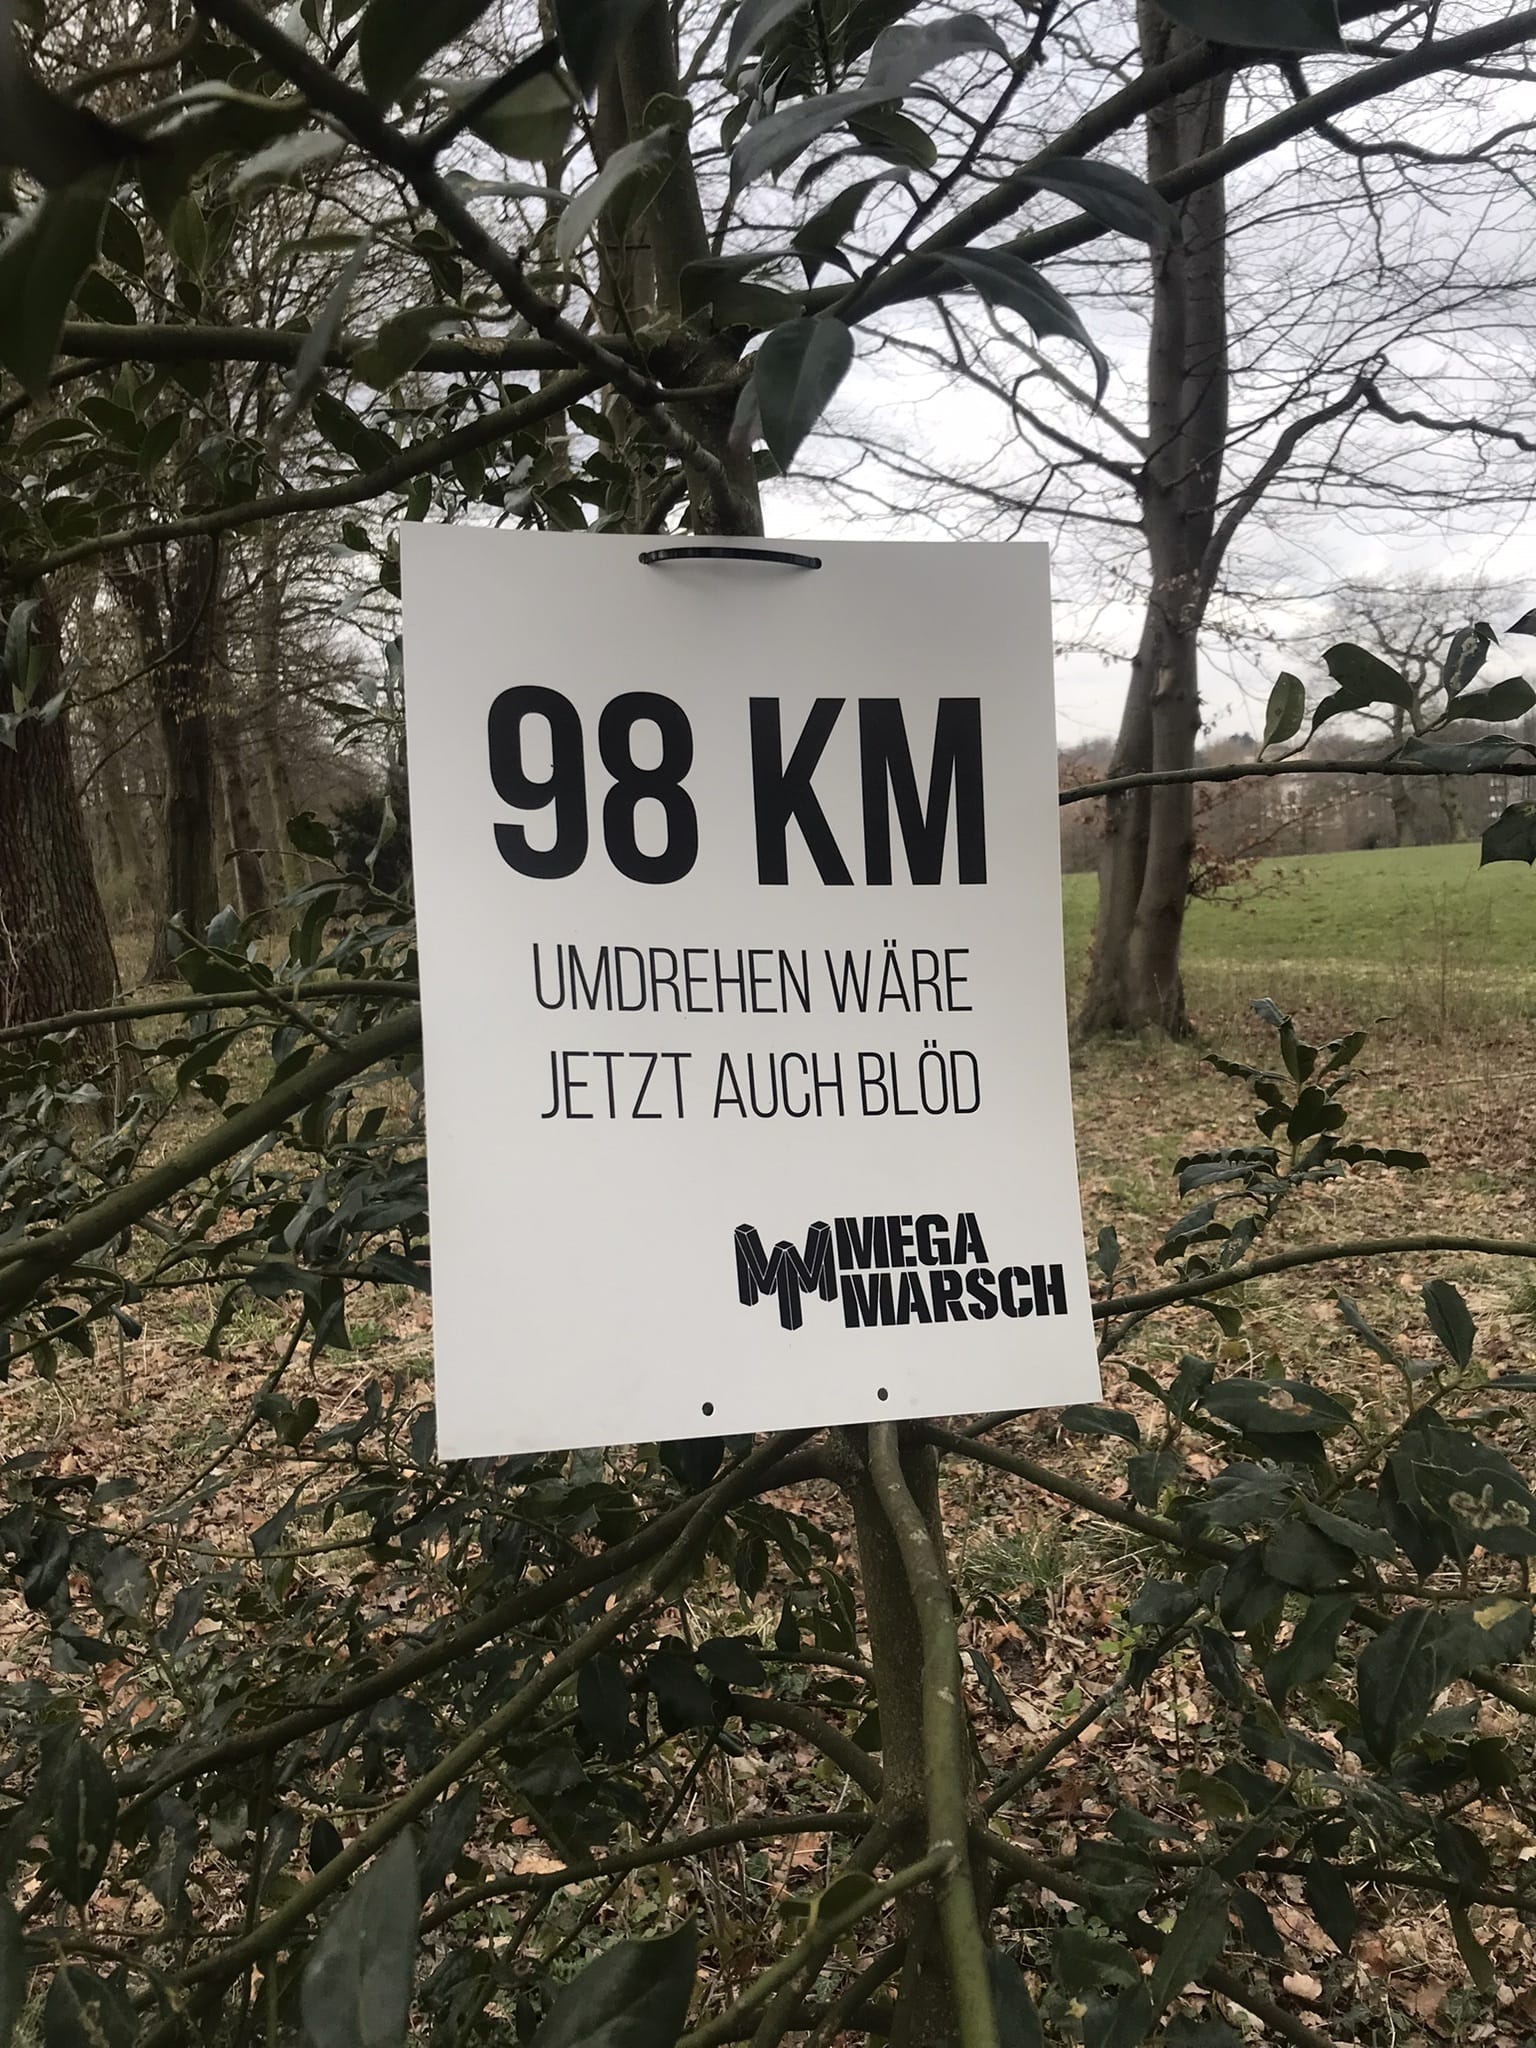 98 KM
UMDREHEN WÄRE
JETZT AUCH BLÖD
MEGA
MARSCH